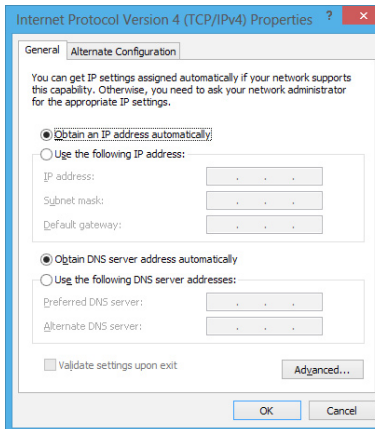 Internet Protocol Version 4 (TCP/IPv4) Properties ? ×
General Alternate Configuration
You can get IP settings assigned automatically if your network supports
this capability. Otherwise, you need to ask your network administrator
for the appropriate IP settings.
Obtain an IP address automatically
Use the following IP address:
IP address:
Subnet mask:
Default gateway:
Obtain DNS server address automatically
Use the following DNS server addresses:
Preferred DNS server:
Alternate DNS server:
Validate settings upon exit
Advanced...
OK Cancel